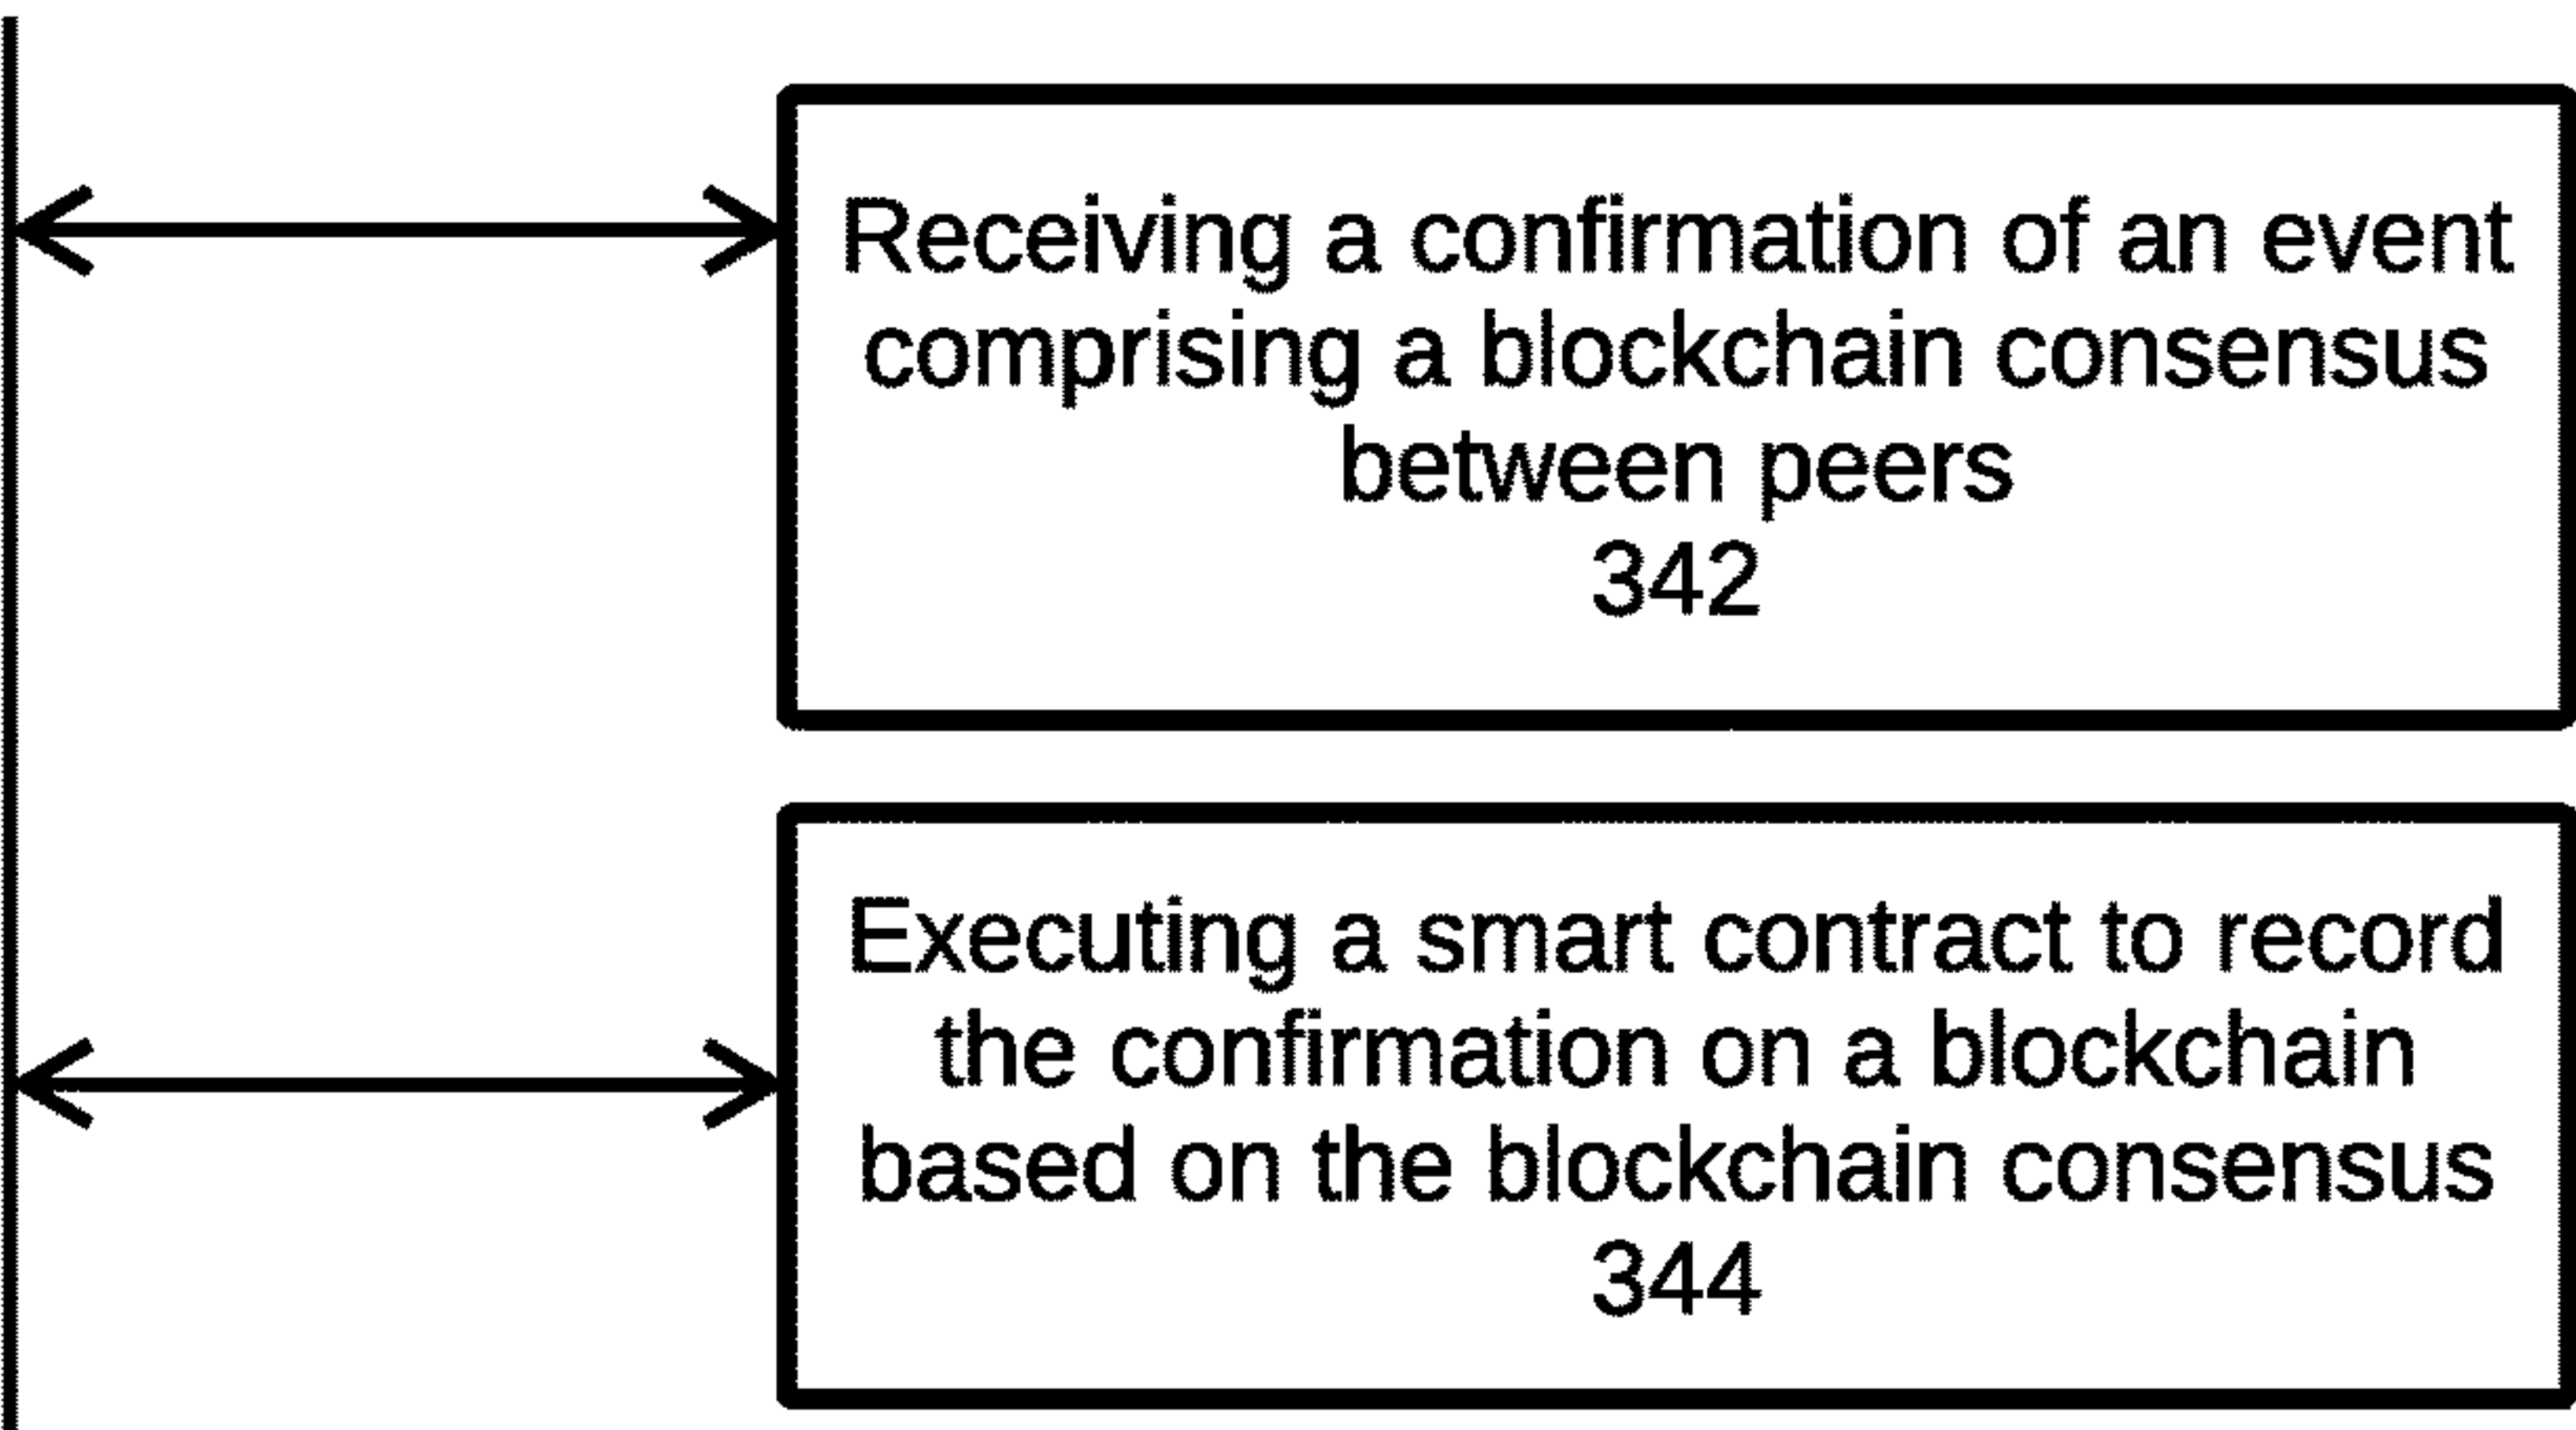 Receiving a confirmation of an event
comprising a blockchain consensus
between peers
342
Executing a smart contract to record
the confirmation on a blockchain
based on the blockchain consensus
344